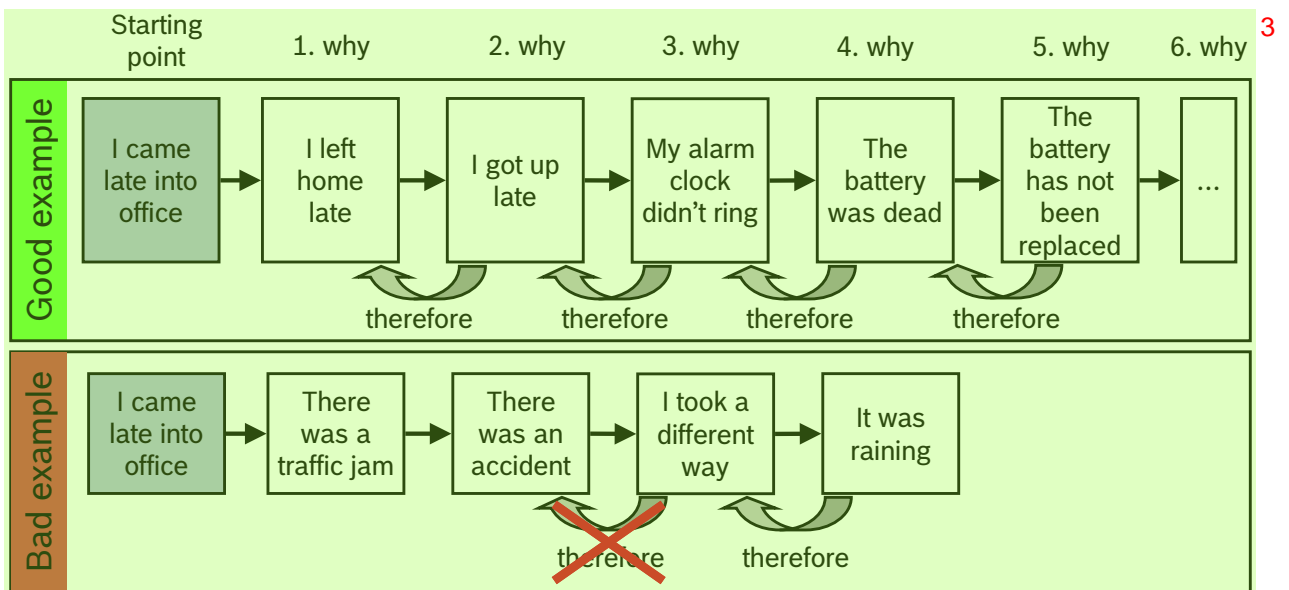 Starting
point
1. why
2. why
3. why
4. why
5. why
6. why
3
Good example
I came
late into
office
I left
home
late
I got up
late
My alarm
clock
didn't ring
The
battery
was dead
The
battery
has not
been
replaced
...
therefore
therefore
therefore
therefore
Bad example
I came
late into
office
There
was a
traffic jam
There
was an
accident
I took a
different
way
It was
raining
therefore
therefore